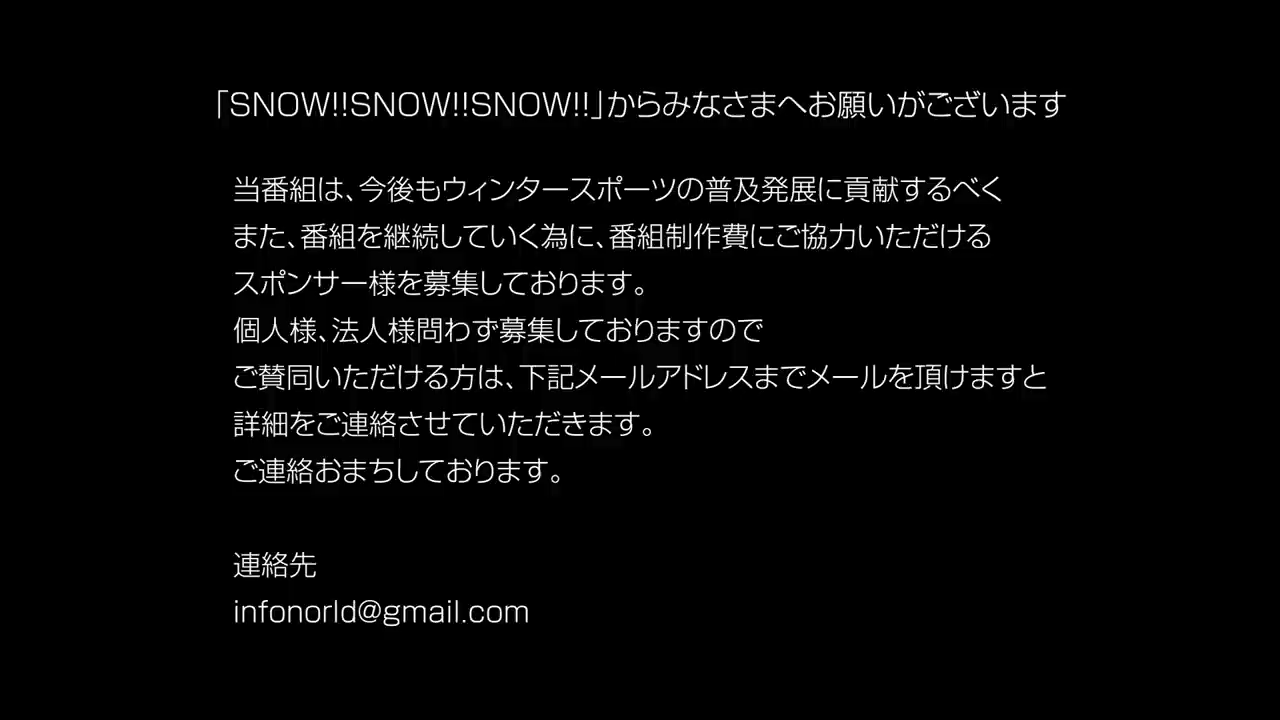 「SNOW!!SNOW!!SNOW!!」からみなさまへお願いがございます
当番組は、今後もウィンタースポーツの普及発展に貢献するべく
また、番組を継続していく為に、番組制作費にご協力いただける
スポンサー様を募集しております。
個人様、法人様問わず募集しておりますので
ご賛同いただける方は、下記メールアドレスまでメールを頂けますと
詳細をご連絡させていただきます。
ご連絡おまちしております。
連絡先
infonorld@gmail.com